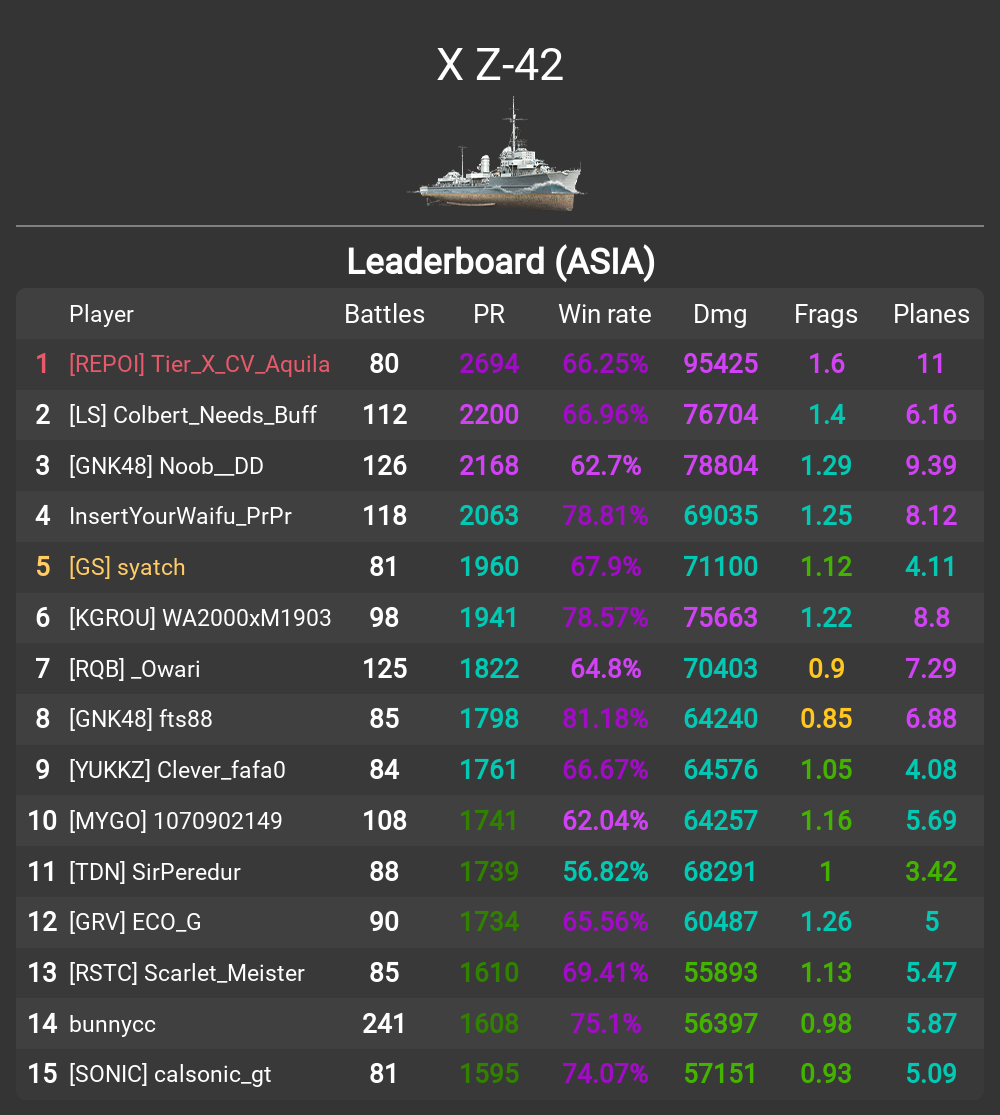 X Z-42
Leaderboard (ASIA)
Player Battles PR Win rate Dmg Frags Planes
1 [REPOI] Tier_X_CV_Aquila 80 2694 66.25% 95425 1.6 11
2 [LS] Colbert_Needs_Buff 112 2200 66.96% 76704 1.4 6.16
3 [GNK48] Noob__DD 126 2168 62.7% 78804 1.29 9.39
4 InsertYourWaifu_PrPr 118 2063 78.81% 69035 1.25 8.12
5 [GS] syatch 81 1960 67.9% 71100 1.12 4.11
6 [KGROU] WA2000xM1903 98 1941 78.57% 75663 1.22 8.8
7 [RQB] _Owari 125 1822 64.8% 70403 0.9 7.29
8 [GNK48] fts88 85 1798 81.18% 64240 0.85 6.88
9 [YUKKZ] Clever_fafa0 84 1761 66.67% 64576 1.05 4.08
10 [MYGO] 1070902149 108 1741 62.04% 64257 1.16 5.69
11 [TDN] SirPeredur 88 1739 56.82% 68291 1 3.42
12 [GRV] ECO_G 90 1734 65.56% 60487 1.26 5
13 [RSTC] Scarlet_Meister 85 1610 69.41% 55893 1.13 5.47
14 bunnycc 241 1608 75.1% 56397 0.98 5.87
15 [SONIC] calsonic_gt 81 1595 74.07% 57151 0.93 5.09